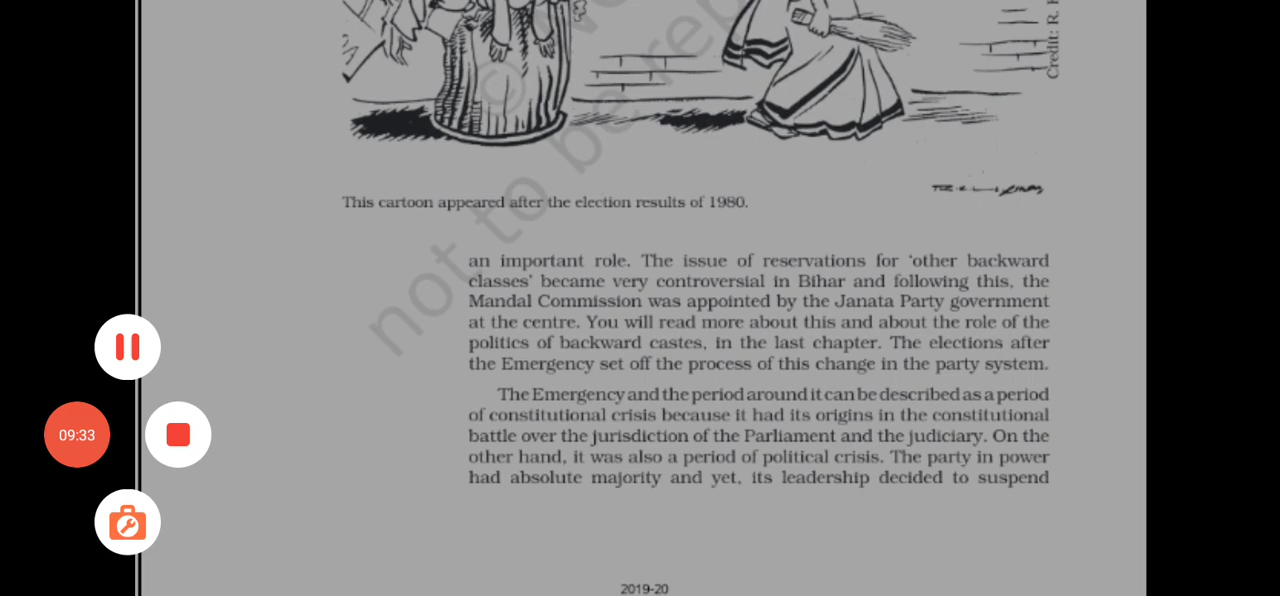 Credit: R. K
This cartoon appeared after the election results of 1980.
an important role. The issue of reservations for 'other backward
classes' became very controversial in Bihar and following this, the
Mandal Commission was appointed by the Janata Party government
at the centre. You will read more about this and about the role of the
politics of backward castes, in the last chapter. The elections after
the Emergency set off the process of this change in the party system.
The Emergency and the period around it can be described as a period
of constitutional crisis because it had its origins in the constitutional
battle over the jurisdiction of the Parliament and the judiciary. On the
other hand, it was also a period of political crisis. The party in power
had absolute majority and yet, its leadership decided to suspend
09:33
not to be rep
2019-20